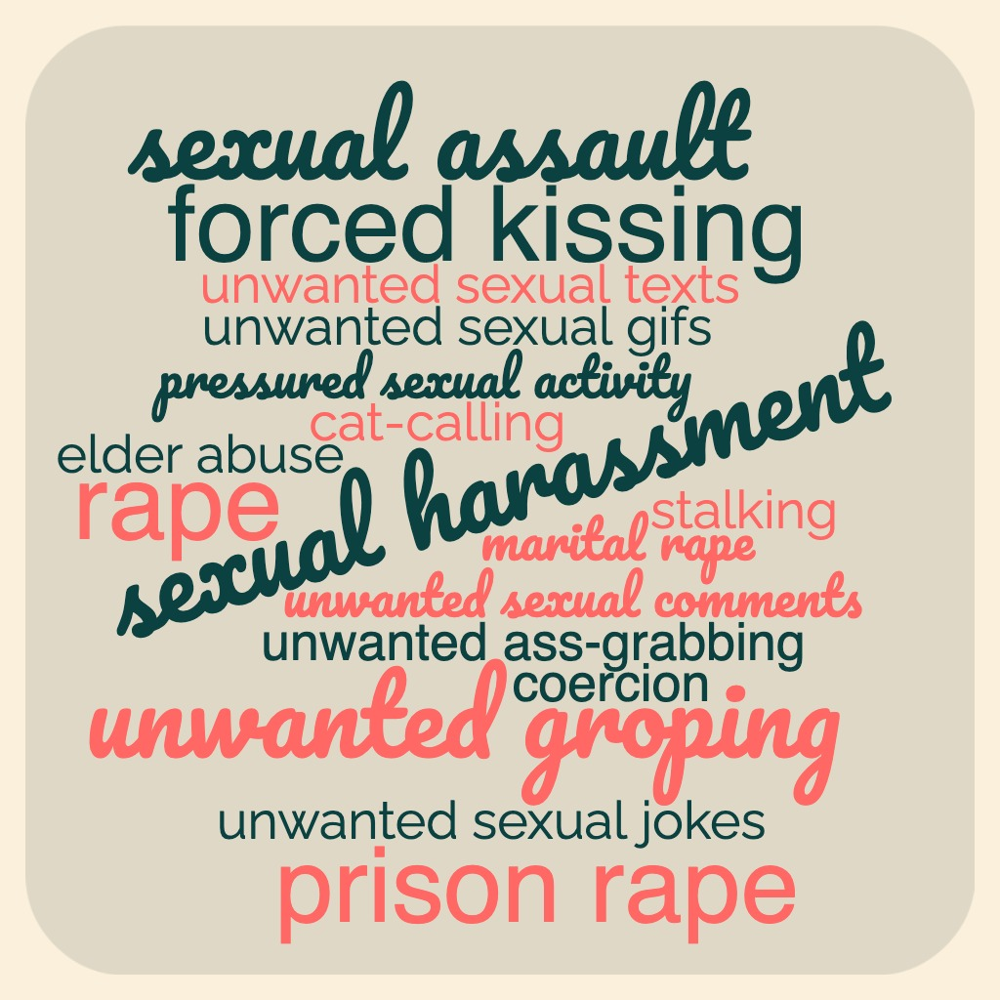 sexual assault
forced kissing
unwanted sexual texts
unwanted sexual gifs
pressured sexual activity
cat-calling
elder abuse
rape
sexual harassment
stalking
marital rape
unwanted sexual comments
unwanted ass-grabbing
coercion
unwanted groping
unwanted sexual jokes
prison rape